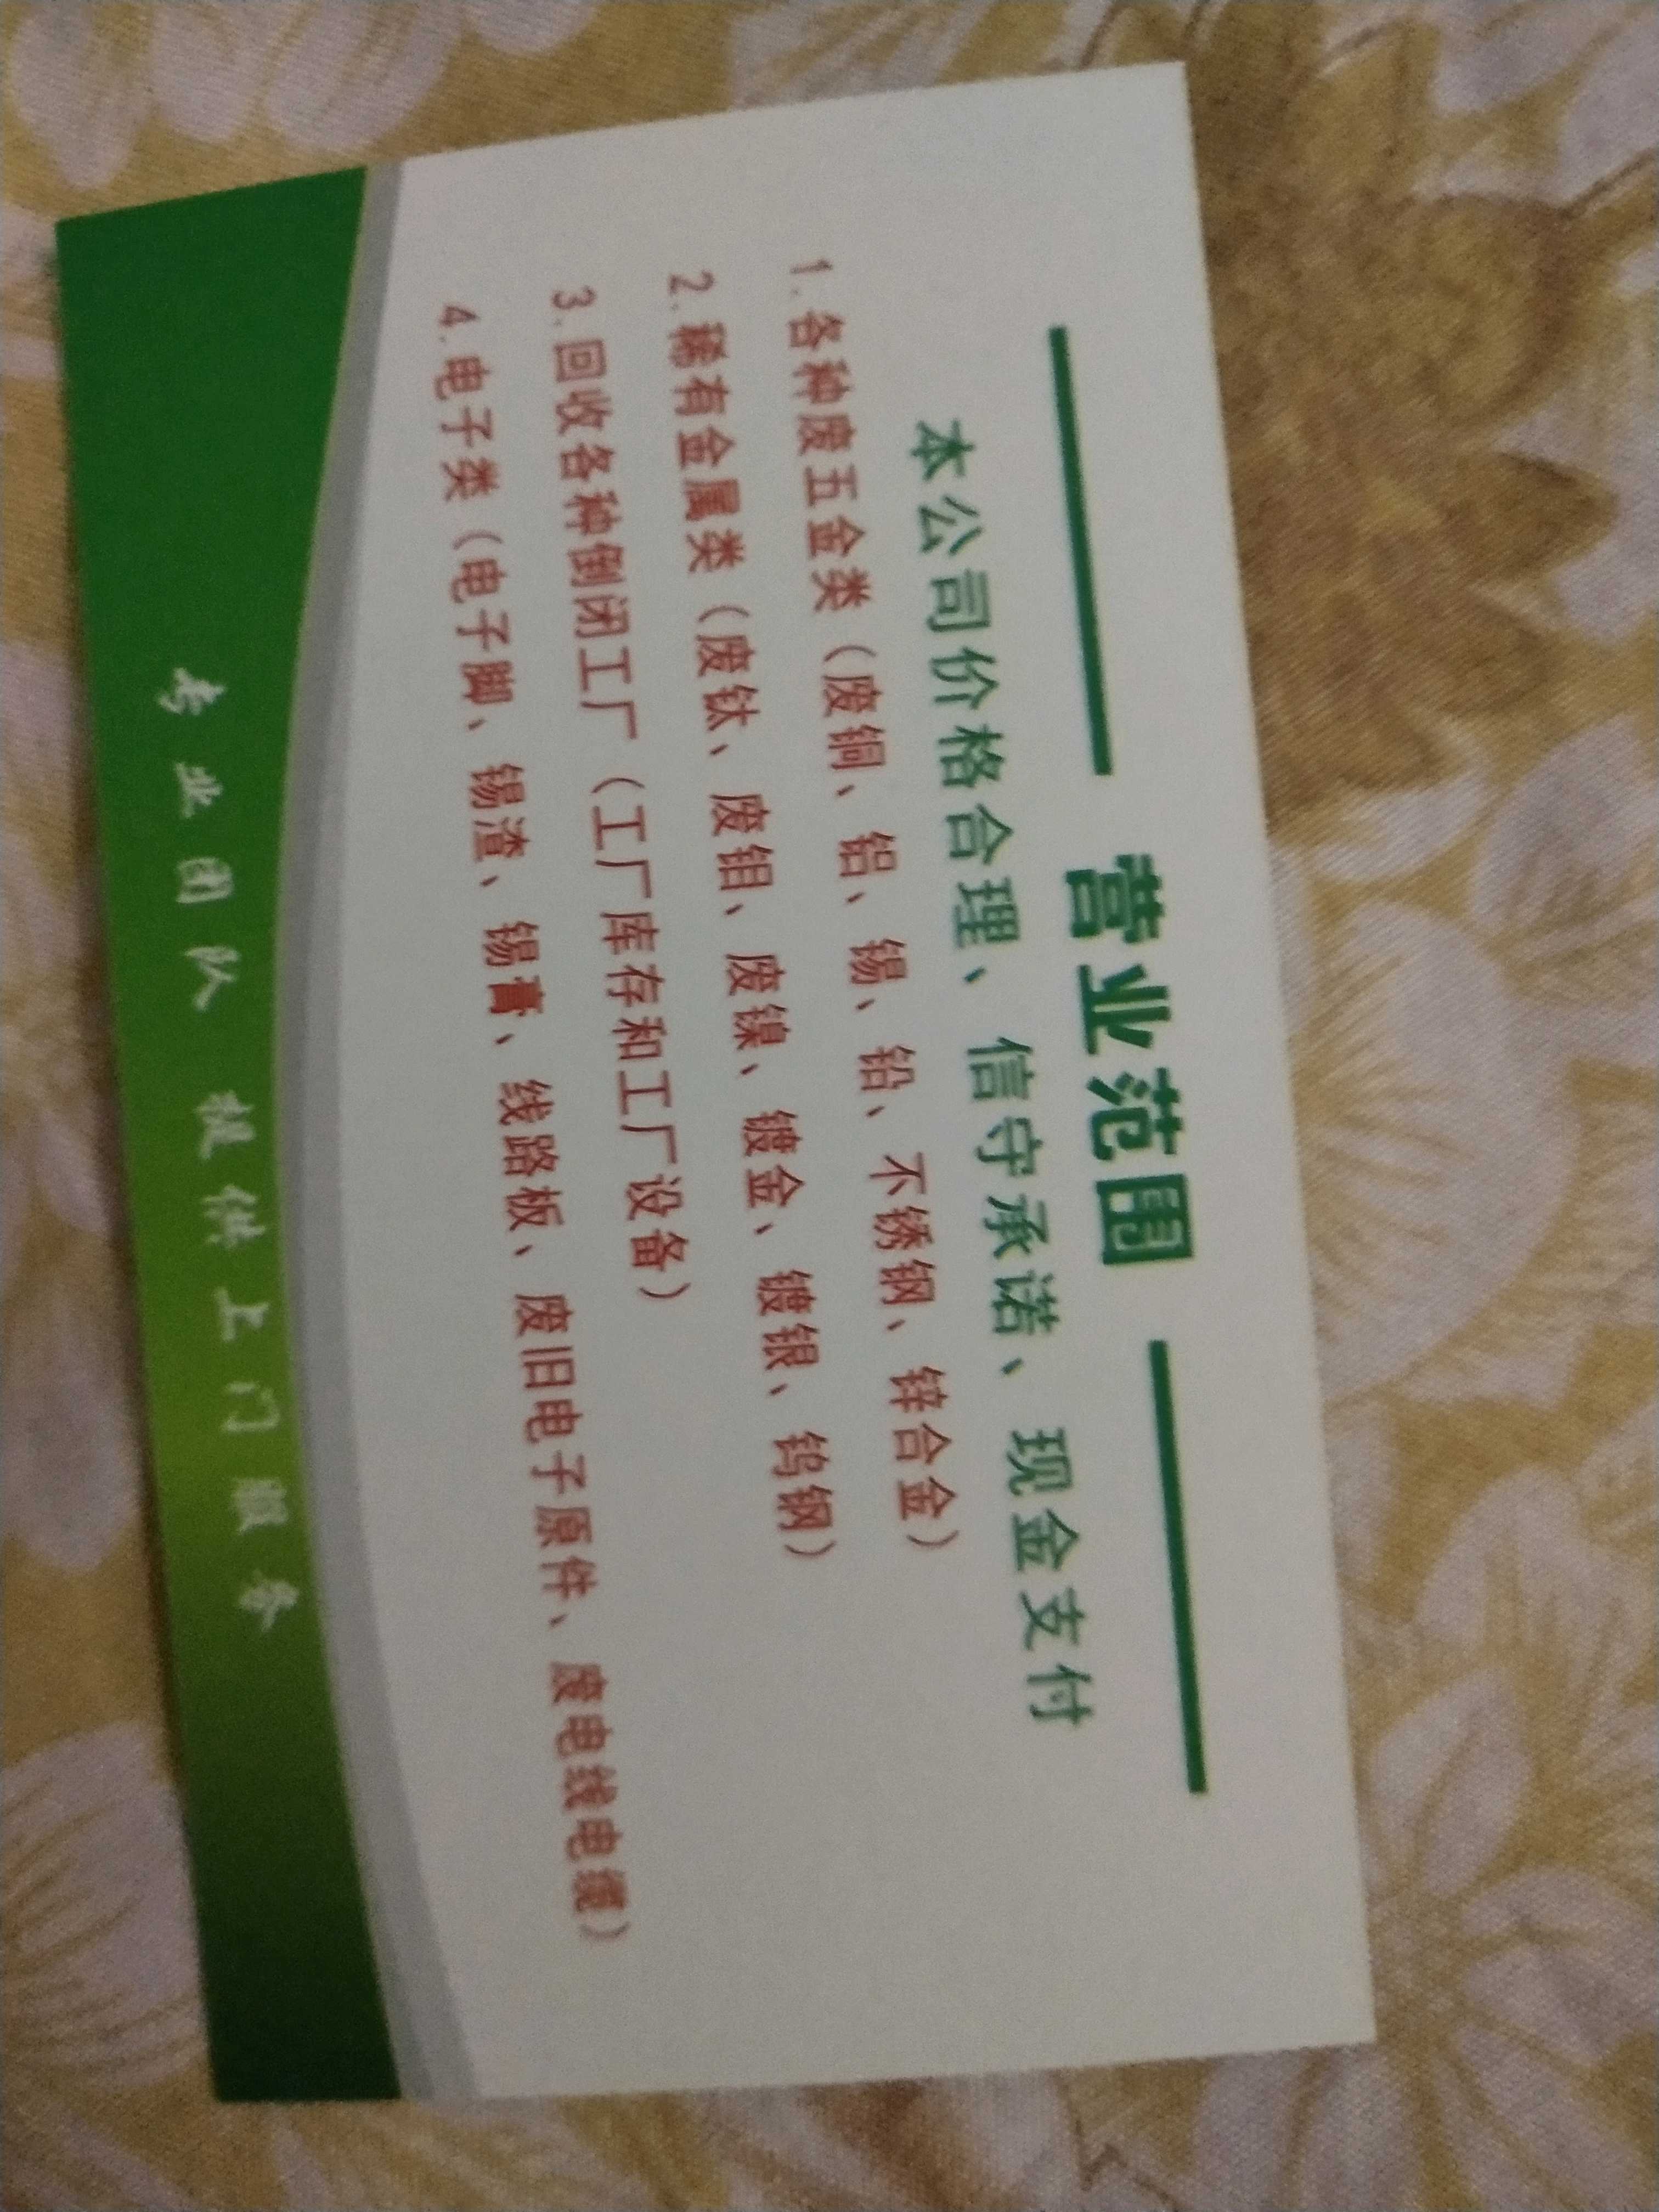 营业范围
本公司价格合理、信守承诺、现金支付
1.各种废五金类（废铜、铝、锡、铅、不锈钢、锌合金）
2.稀有金属类（废钛、废钼、废镍、镀金、镀银、钨钢）
3.回收各种倒闭工厂（工厂库存和工厂设备）
4.电子类（电子脚、锡渣、锡膏、线路板、废旧电子原件、废电线电缆）
专业团队 提供上门服务